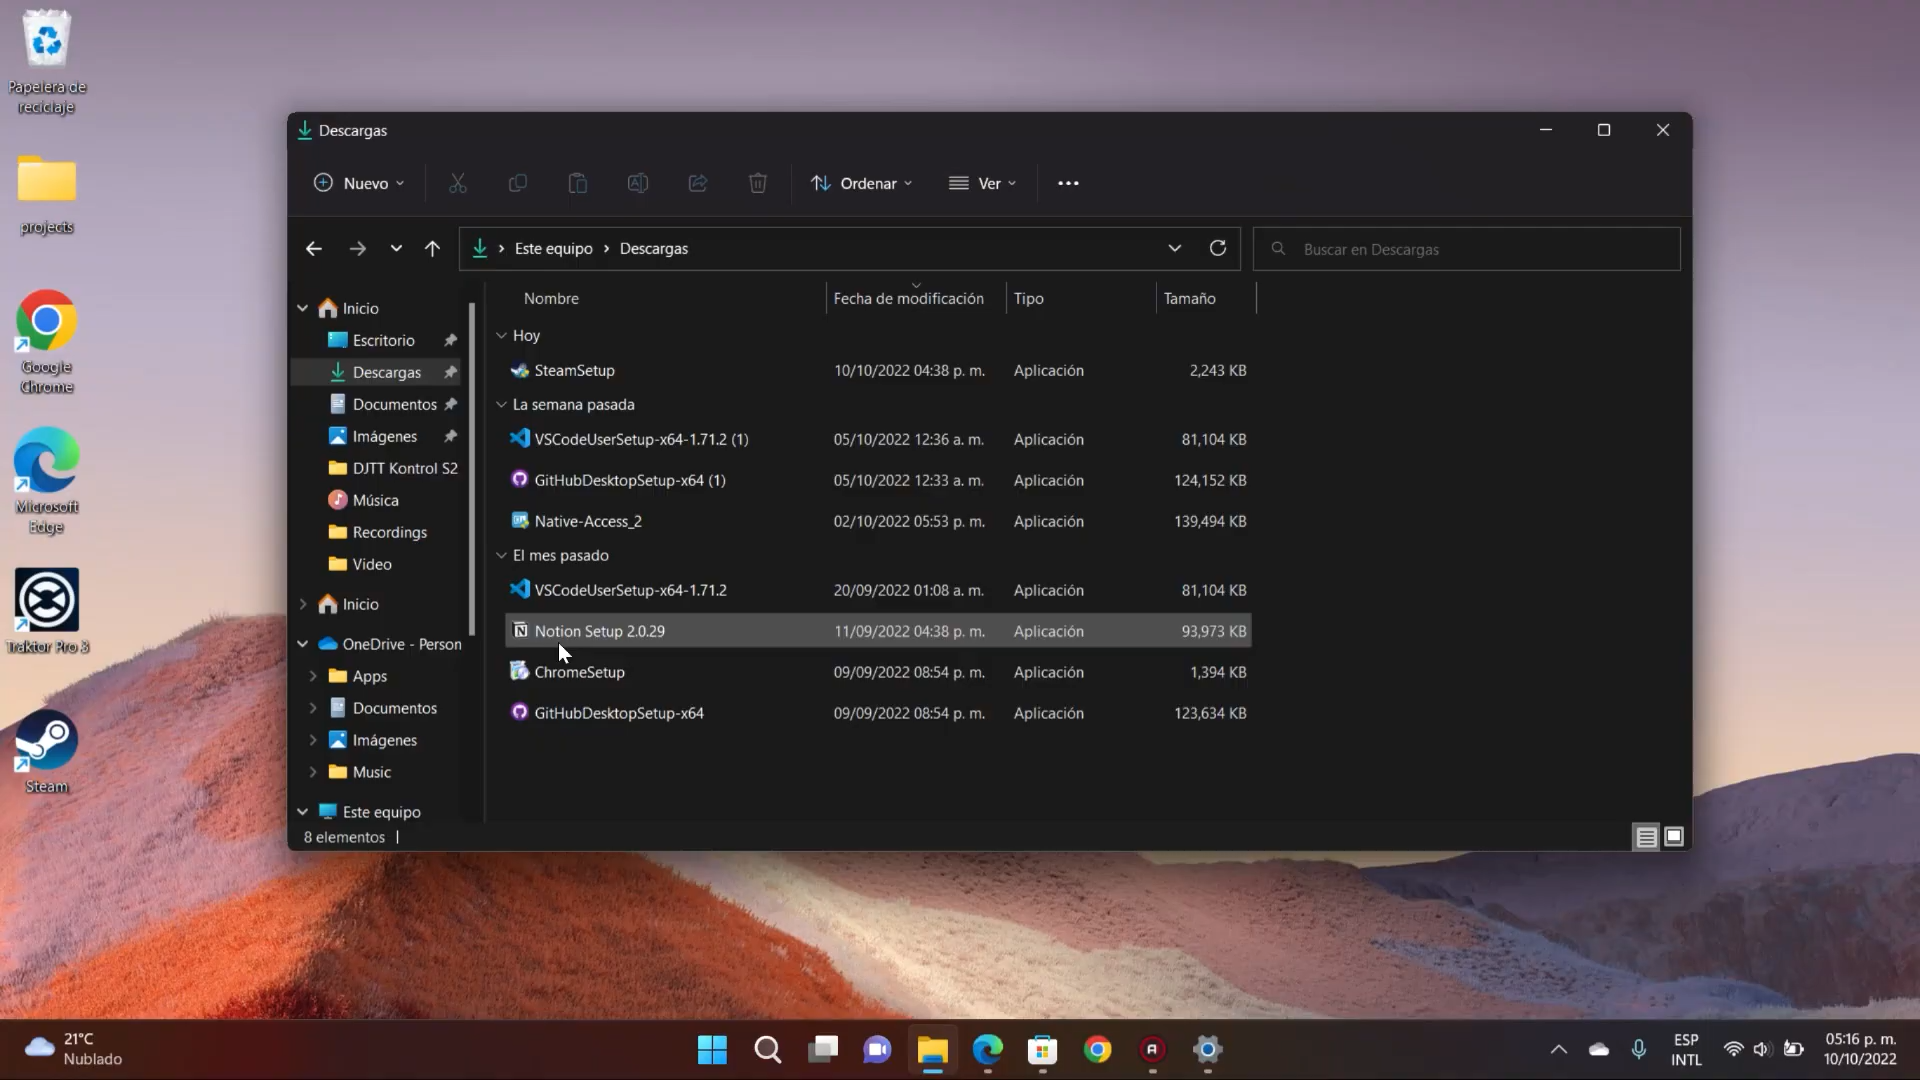 Papelera de
reciclaje
projects
Google
Chrome
Microsoft
Edge
Traktor Pro 3
Steam
Descargas
Nuevo
Ordenar
Ver
Este equipo > Descargas
Buscar en Descargas
Inicio
Escritorio
Descargas
Documentos
Imágenes
DJTT Kontrol S2
Música
Recordings
Video
Inicio
OneDrive - Person
Apps
Documentos
Imágenes
Music
Este equipo
Nombre Fecha de modificación Tipo Tamaño
Hoy
SteamSetup 10/10/2022 04:38 p. m. Aplicación 2,243 KB
La semana pasada
VSCodeUserSetup-x64-1.71.2 (1) 05/10/2022 12:36 a. m. Aplicación 81,104 KB
GitHubDesktopSetup-x64 (1) 05/10/2022 12:33 a. m. Aplicación 124,152 KB
Native-Access_2 02/10/2022 05:53 p. m. Aplicación 139,494 KB
El mes pasado
VSCodeUserSetup-x64-1.71.2 20/09/2022 01:08 a. m. Aplicación 81,104 KB
Notion Setup 2.0.29 11/09/2022 04:38 p. m. Aplicación 93,973 KB
ChromeSetup 09/09/2022 08:54 p. m. Aplicación 1,394 KB
GitHubDesktopSetup-x64 09/09/2022 08:54 p. m. Aplicación 123,634 KB
8 elementos
21°C
Nublado
ESP
INTL
05:16 p. m.
10/10/2022